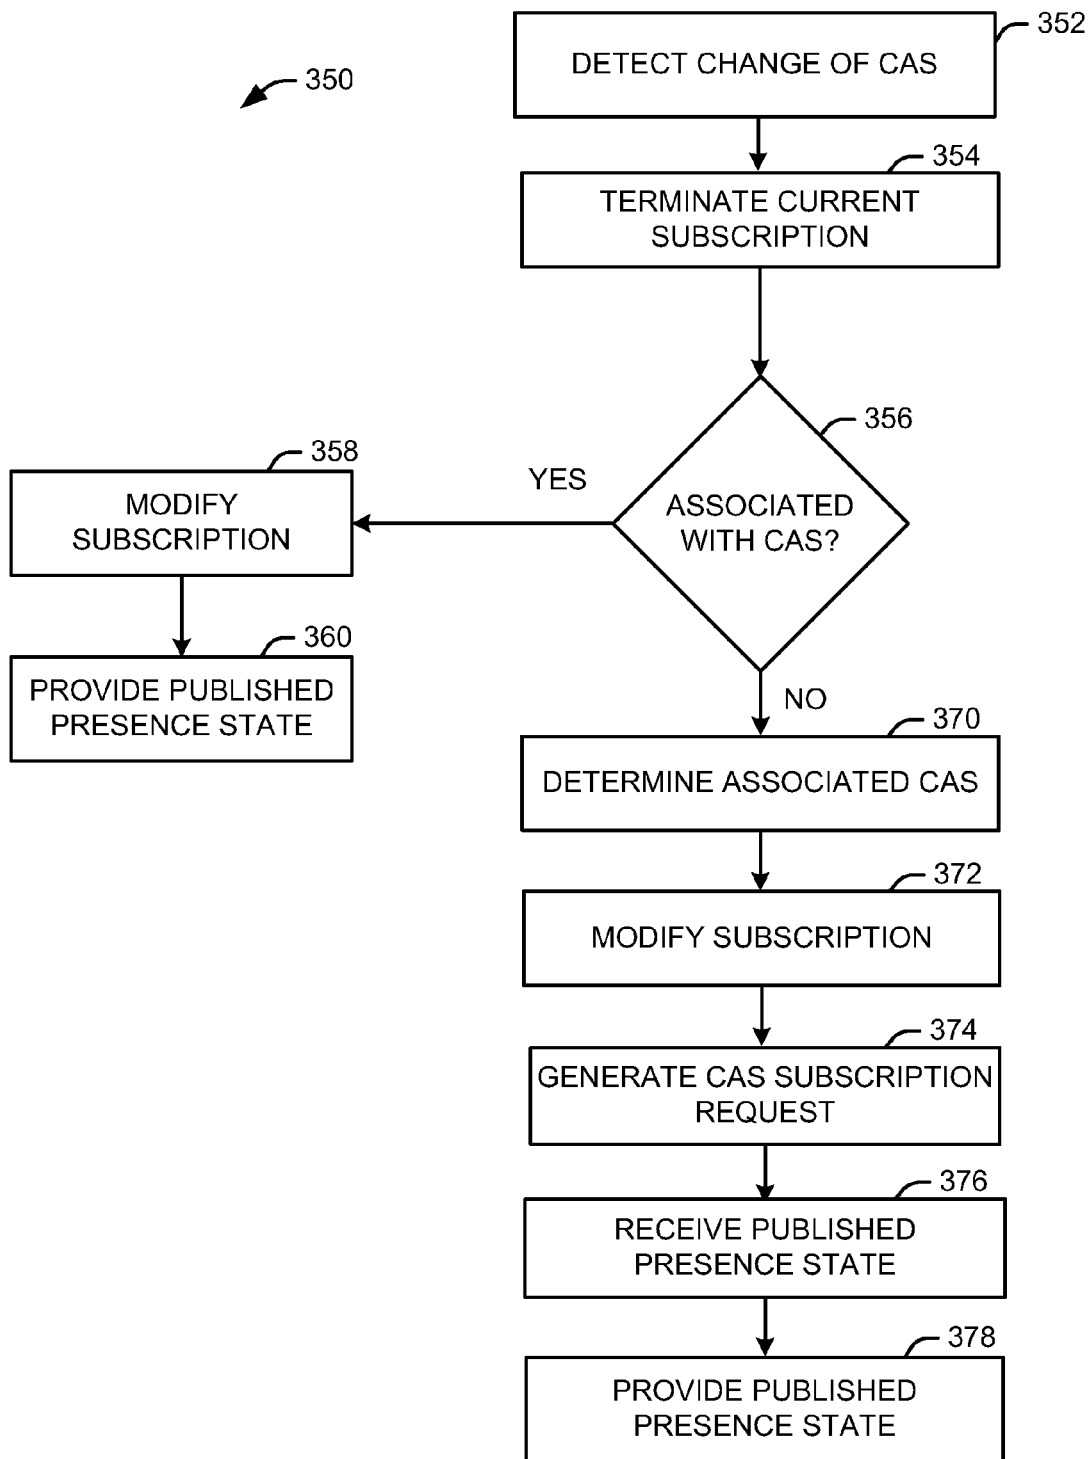 352
DETECT CHANGE OF CAS
350
354
TERMINATE CURRENT
SUBSCRIPTION
356
ASSOCIATED
WITH CAS?
YES
358
MODIFY
SUBSCRIPTION
360
PROVIDE PUBLISHED
PRESENCE STATE
NO
370
DETERMINE ASSOCIATED CAS
372
MODIFY SUBSCRIPTION
374
GENERATE CAS SUBSCRIPTION
REQUEST
376
RECEIVE PUBLISHED
PRESENCE STATE
378
PROVIDE PUBLISHED
PRESENCE STATE